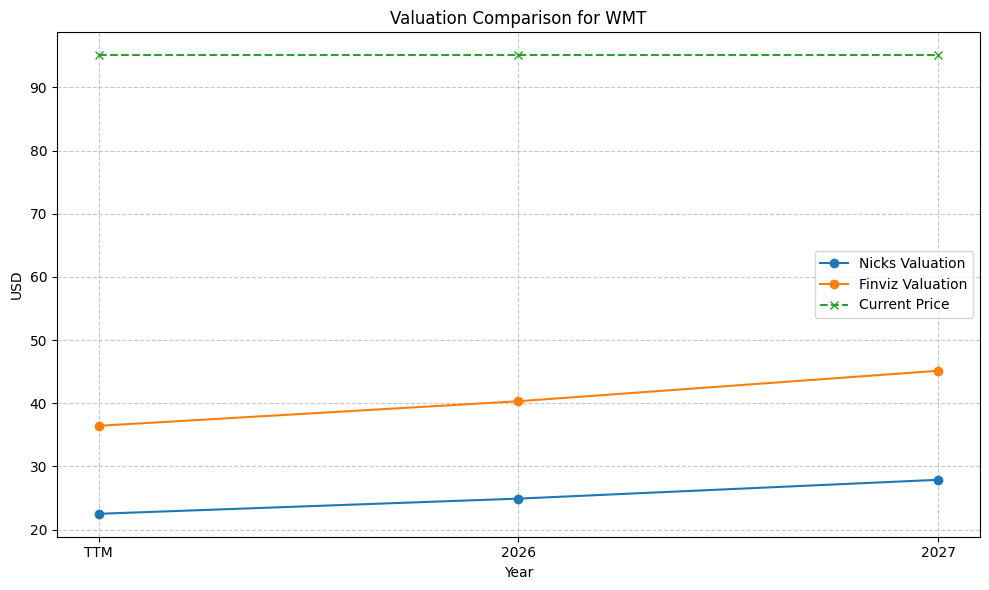 Valuation Comparison for WMT
90
80
70
60
50
40
30
20
USD
Nicks Valuation
Finviz Valuation
Current Price
TTM
2026
2027
Year